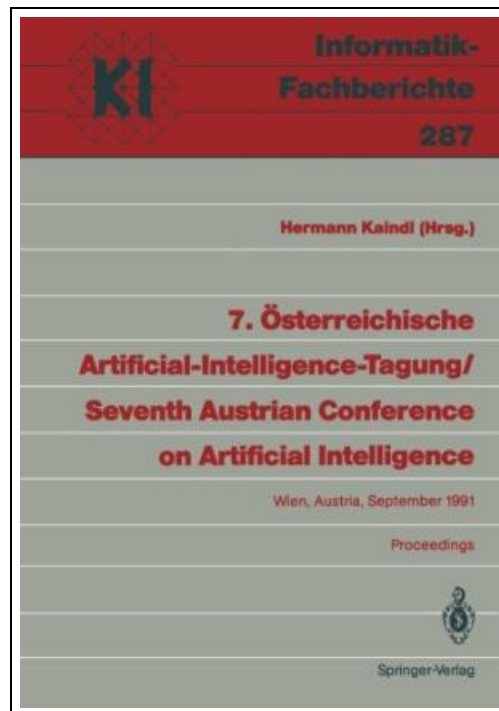 KI
Informatik-
Fachberichte
287
Hermann Kaindl (Hrsg.)
7. Österreichische
Artificial-Intelligence-Tagung/
Seventh Austrian Conference
on Artificial Intelligence
Wien, Austria, September 1991
Proceedings
Springer-Verlag